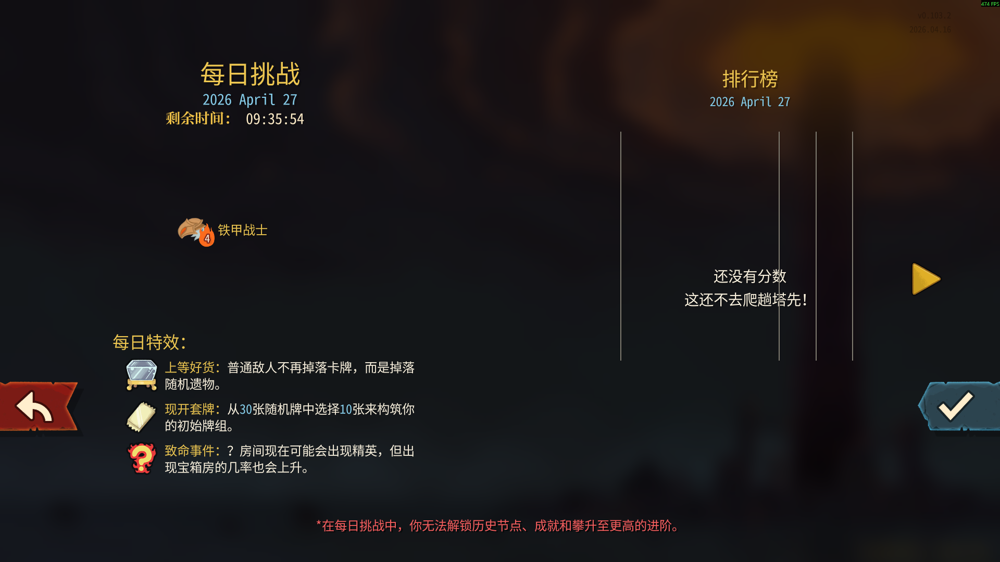 474 FPS
v0.103.2
2026.04.16
每日挑战
2026 April 27
剩余时间： 09:35:54
排行榜
2026 April 27
4
铁甲战士
还没有分数
这还不去爬趟塔先！
每日特效：
上等好货：普通敌人不再掉落卡牌，而是掉落
随机遗物。
现开套牌：从30张随机牌中选择10张来构筑你
的初始牌组。
致命事件：？房间现在可能会出现精英，但出
现宝箱房的几率也会上升。
*在每日挑战中，你无法解锁历史节点、成就和攀升至更高的进阶。